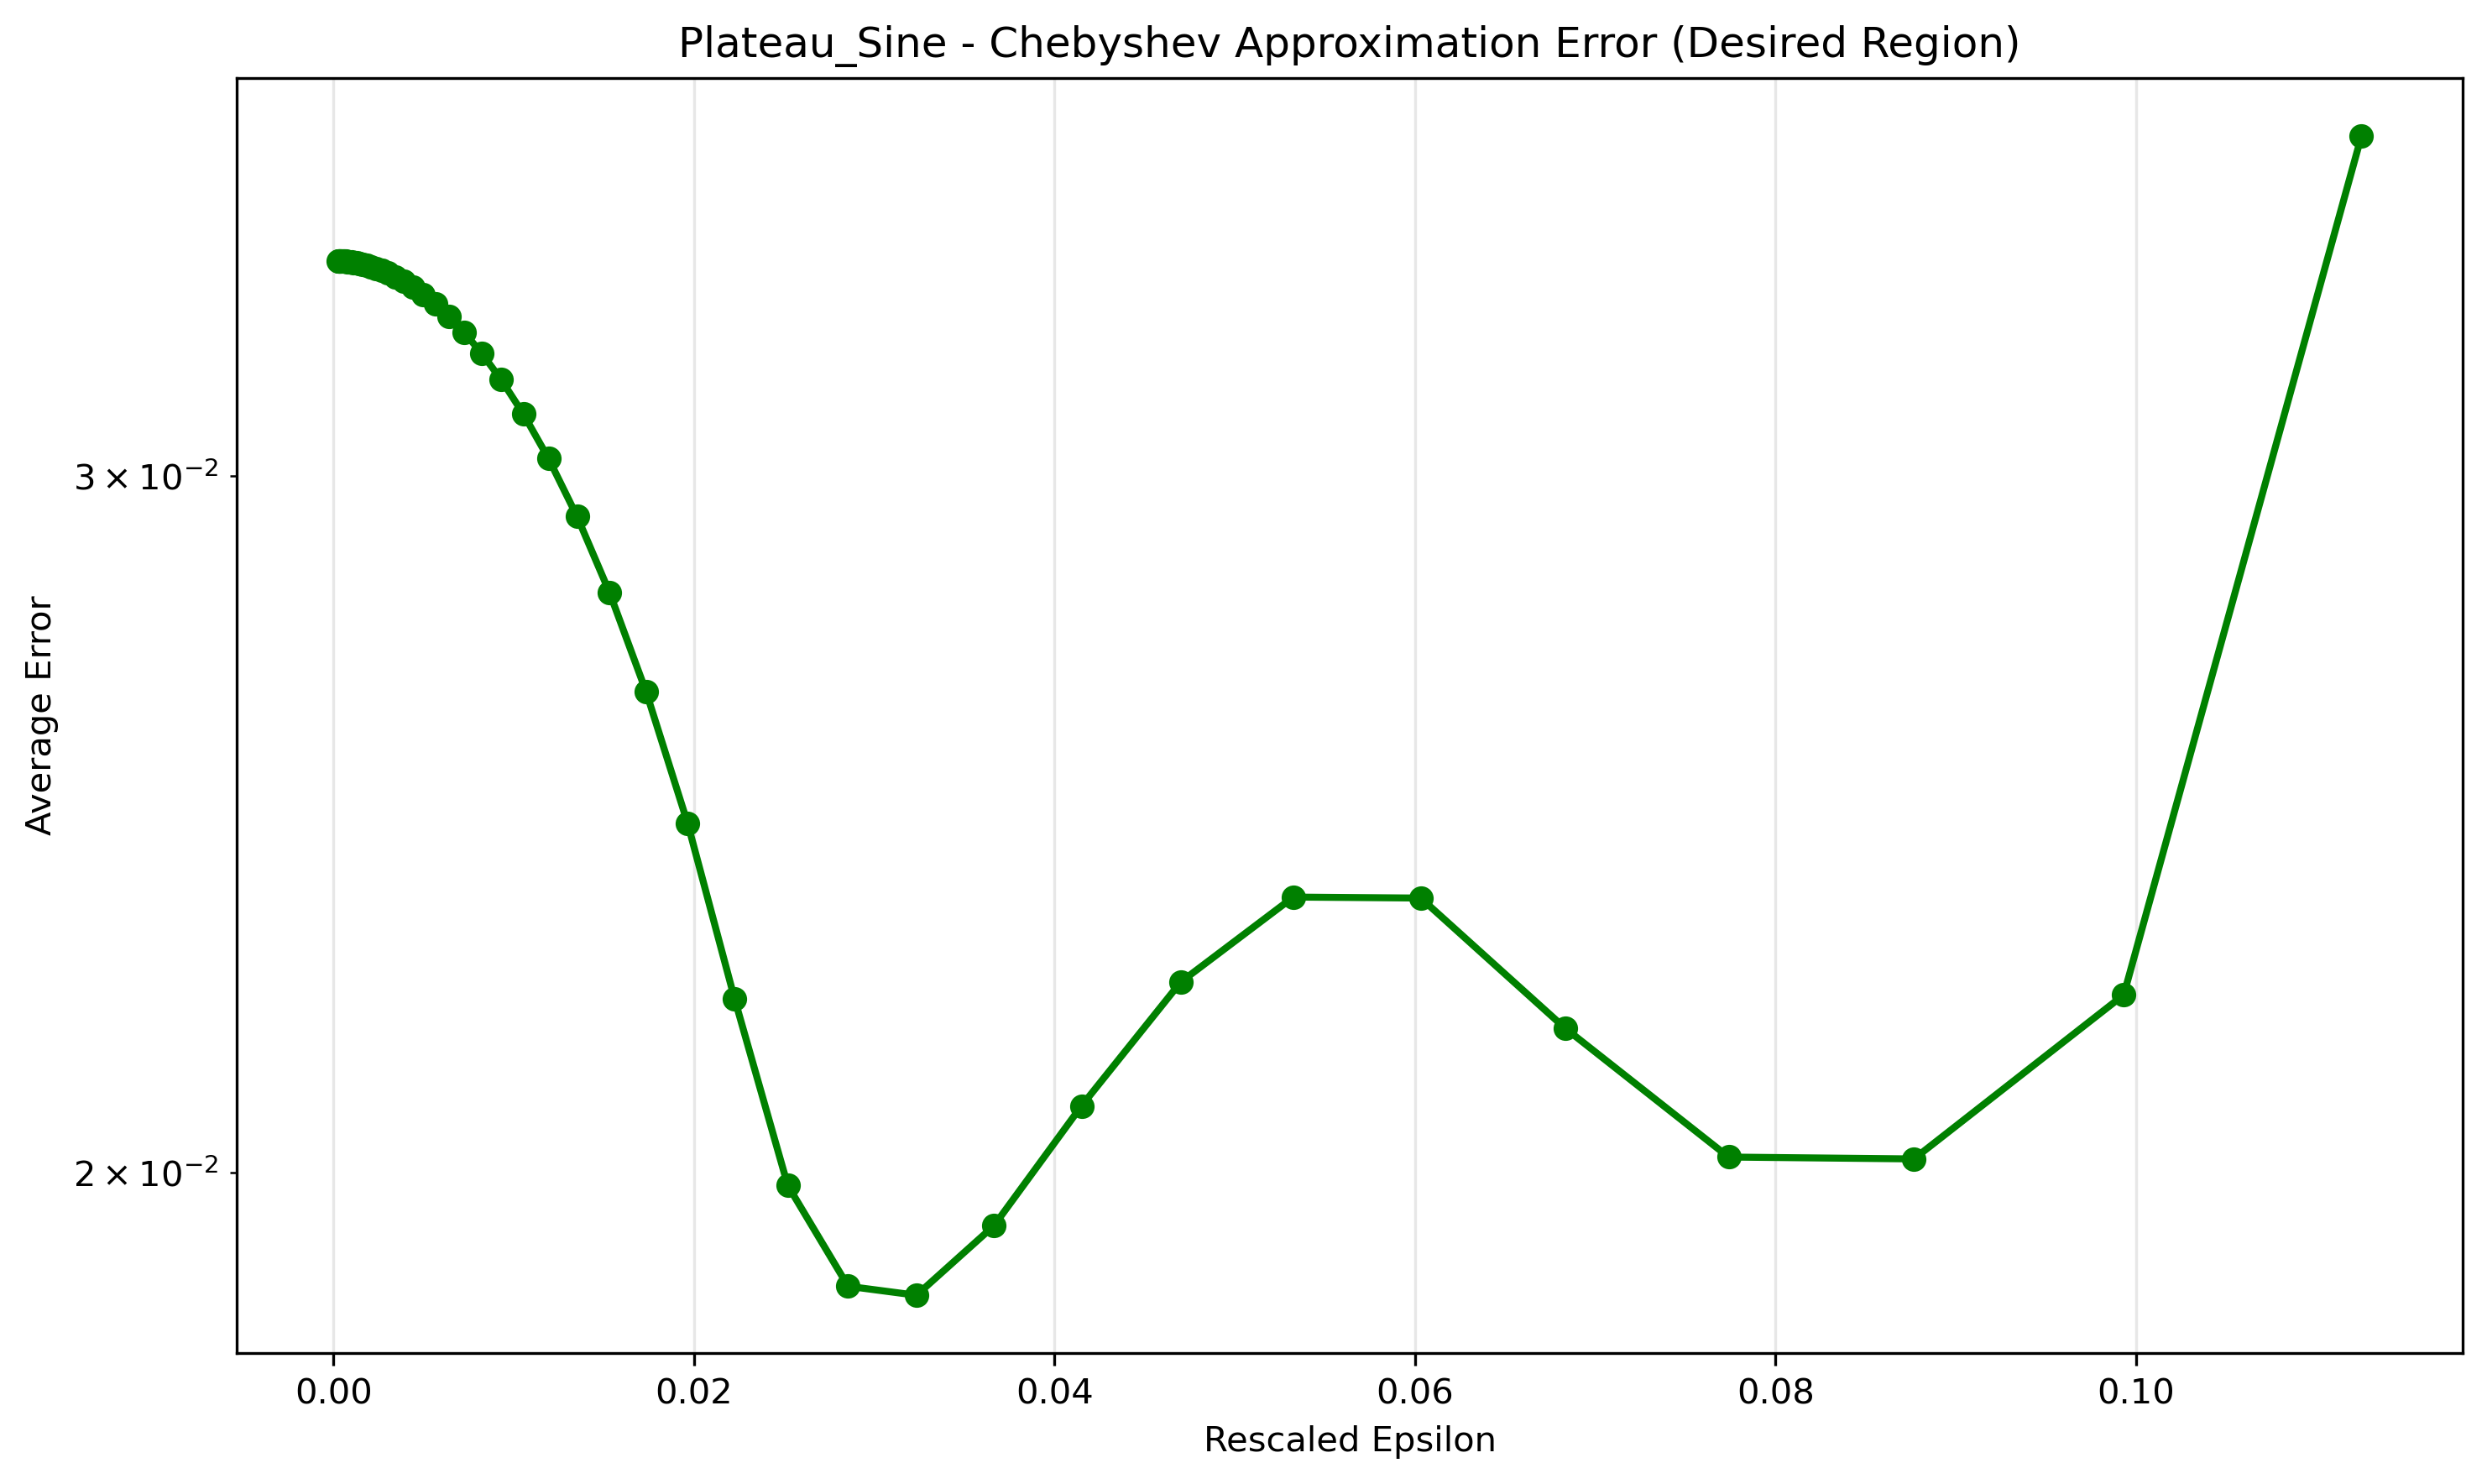 Plateau_Sine - Chebyshev Approximation Error (Desired Region)
Average Error
3 × 10⁻²
2 × 10⁻²
0.00 0.02 0.04 0.06 0.08 0.10
Rescaled Epsilon